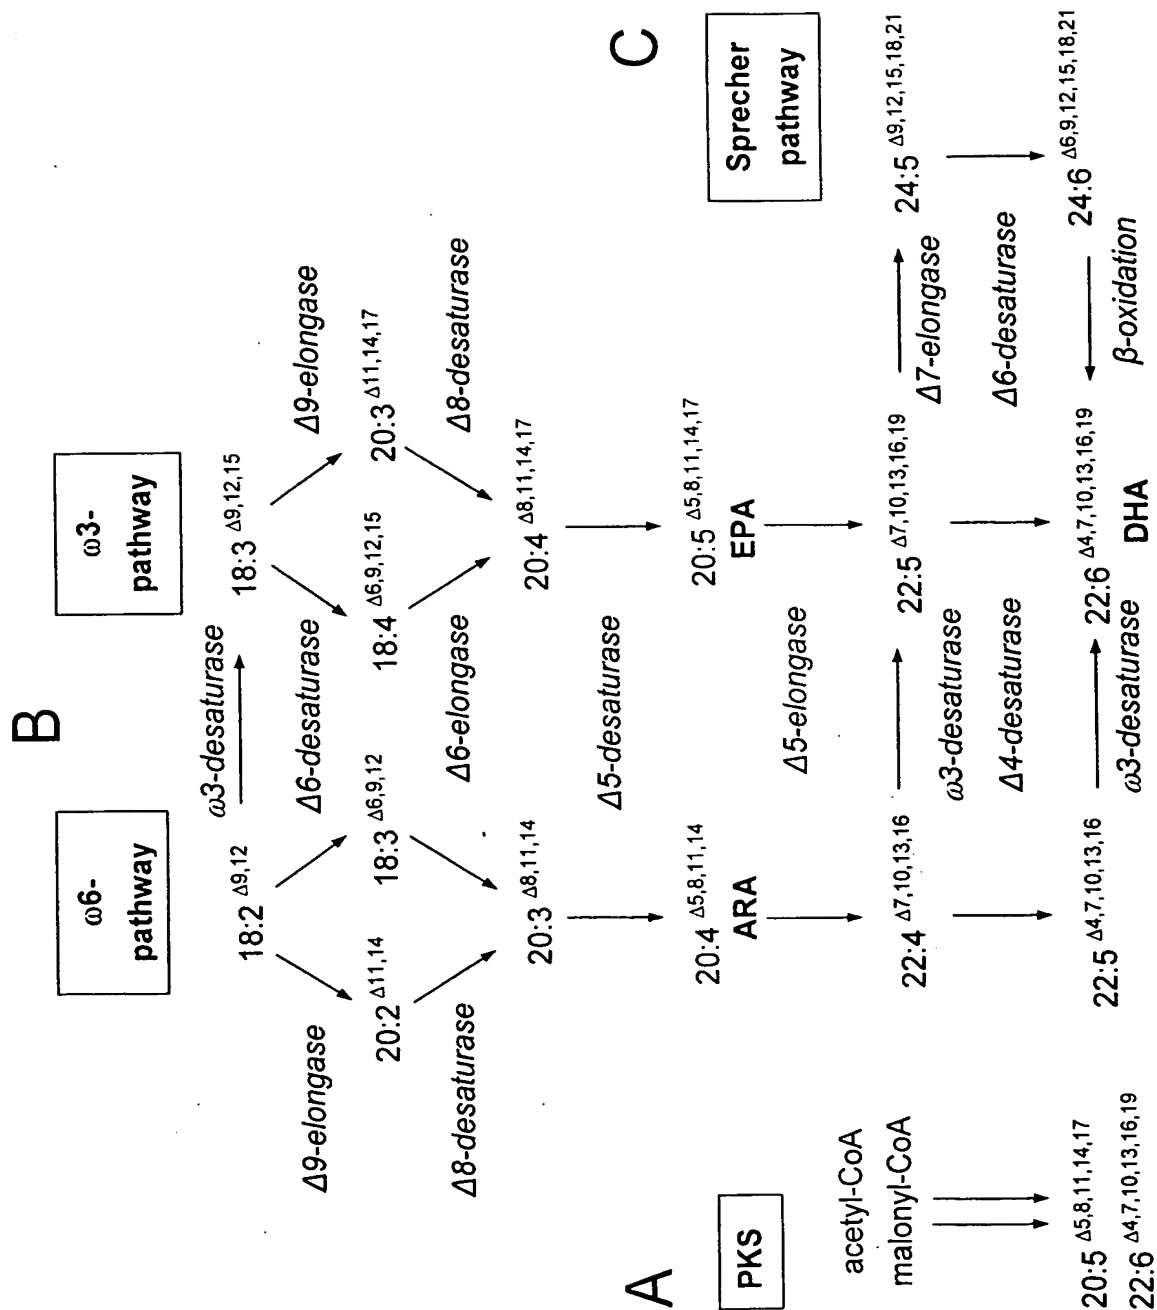 A
PKS
acetyl-CoA
malonyl-CoA
20:5 Δ5,8,11,14,17
22:6 Δ4,7,10,13,16,19
B
ω6-
pathway
ω3-
pathway
18:2 Δ9,12
ω3-desaturase
18:3 Δ9,12,15
Δ9-elongase
Δ6-desaturase
Δ9-elongase
20:2 Δ11,14
18:3 Δ6,9,12
18:4 Δ6,9,12,15
20:3 Δ11,14,17
Δ8-desaturase
Δ6-elongase
Δ8-desaturase
20:3 Δ8,11,14
20:4 Δ8,11,14,17
Δ5-desaturase
20:4 Δ5,8,11,14
ARA
20:5 Δ5,8,11,14,17
EPA
Δ5-elongase
22:4 Δ7,10,13,16
22:5 Δ7,10,13,16,19
ω3-desaturase
Δ4-desaturase
22:5 Δ4,7,10,13,16
22:6 Δ4,7,10,13,16,19
ω3-desaturase
DHA
C
Sprecher
pathway
24:5 Δ9,12,15,18,21
Δ7-elongase
Δ6-desaturase
24:6 Δ6,9,12,15,18,21
β-oxidation